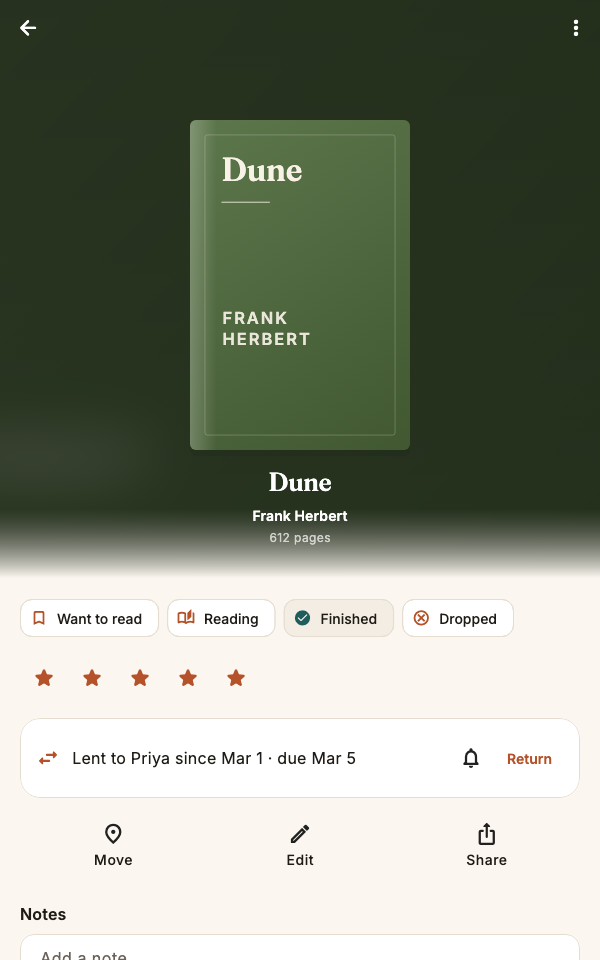 Dune
FRANK
HERBERT
Dune
Frank Herbert
612 pages
Want to read
Reading
Finished
Dropped
Lent to Priya since Mar 1 · due Mar 5
Return
Move
Edit
Share
Notes
Add a note